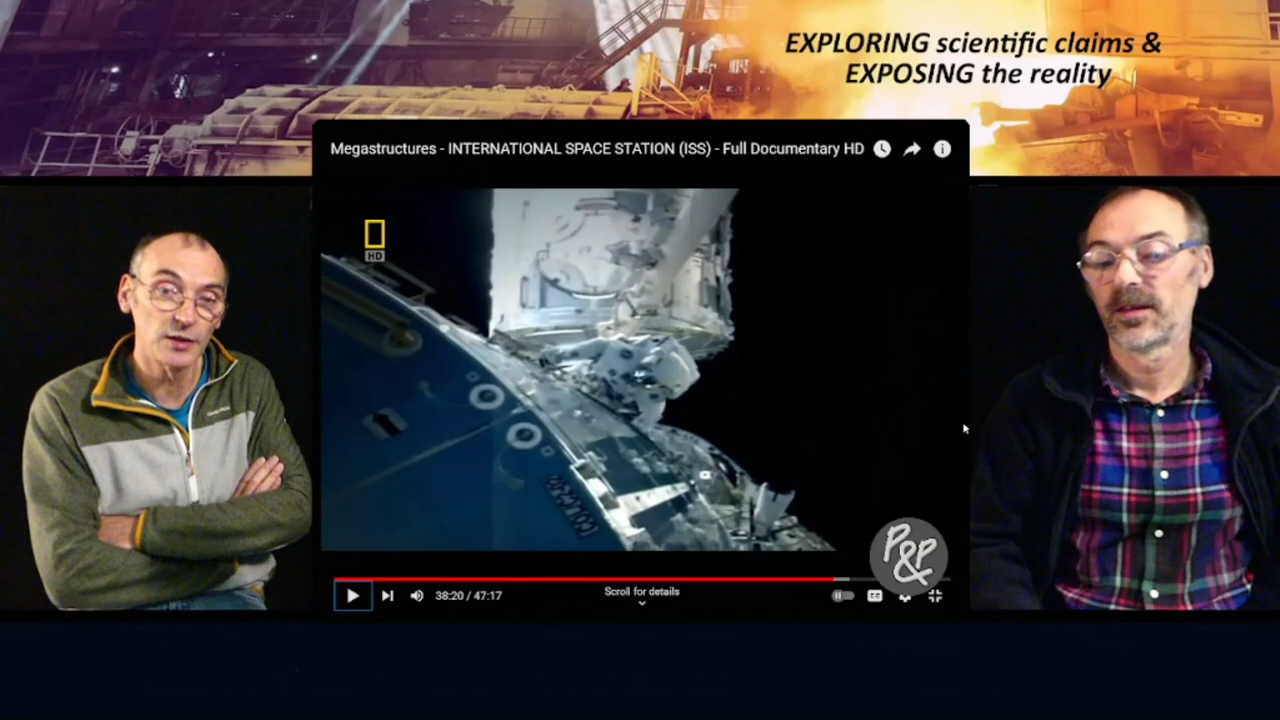 EXPLORING scientific claims &
EXPOSING the reality
Megastructures - INTERNATIONAL SPACE STATION (ISS) - Full Documentary HD
HD
P&P
38:20 / 47:17
Scroll for details
CC